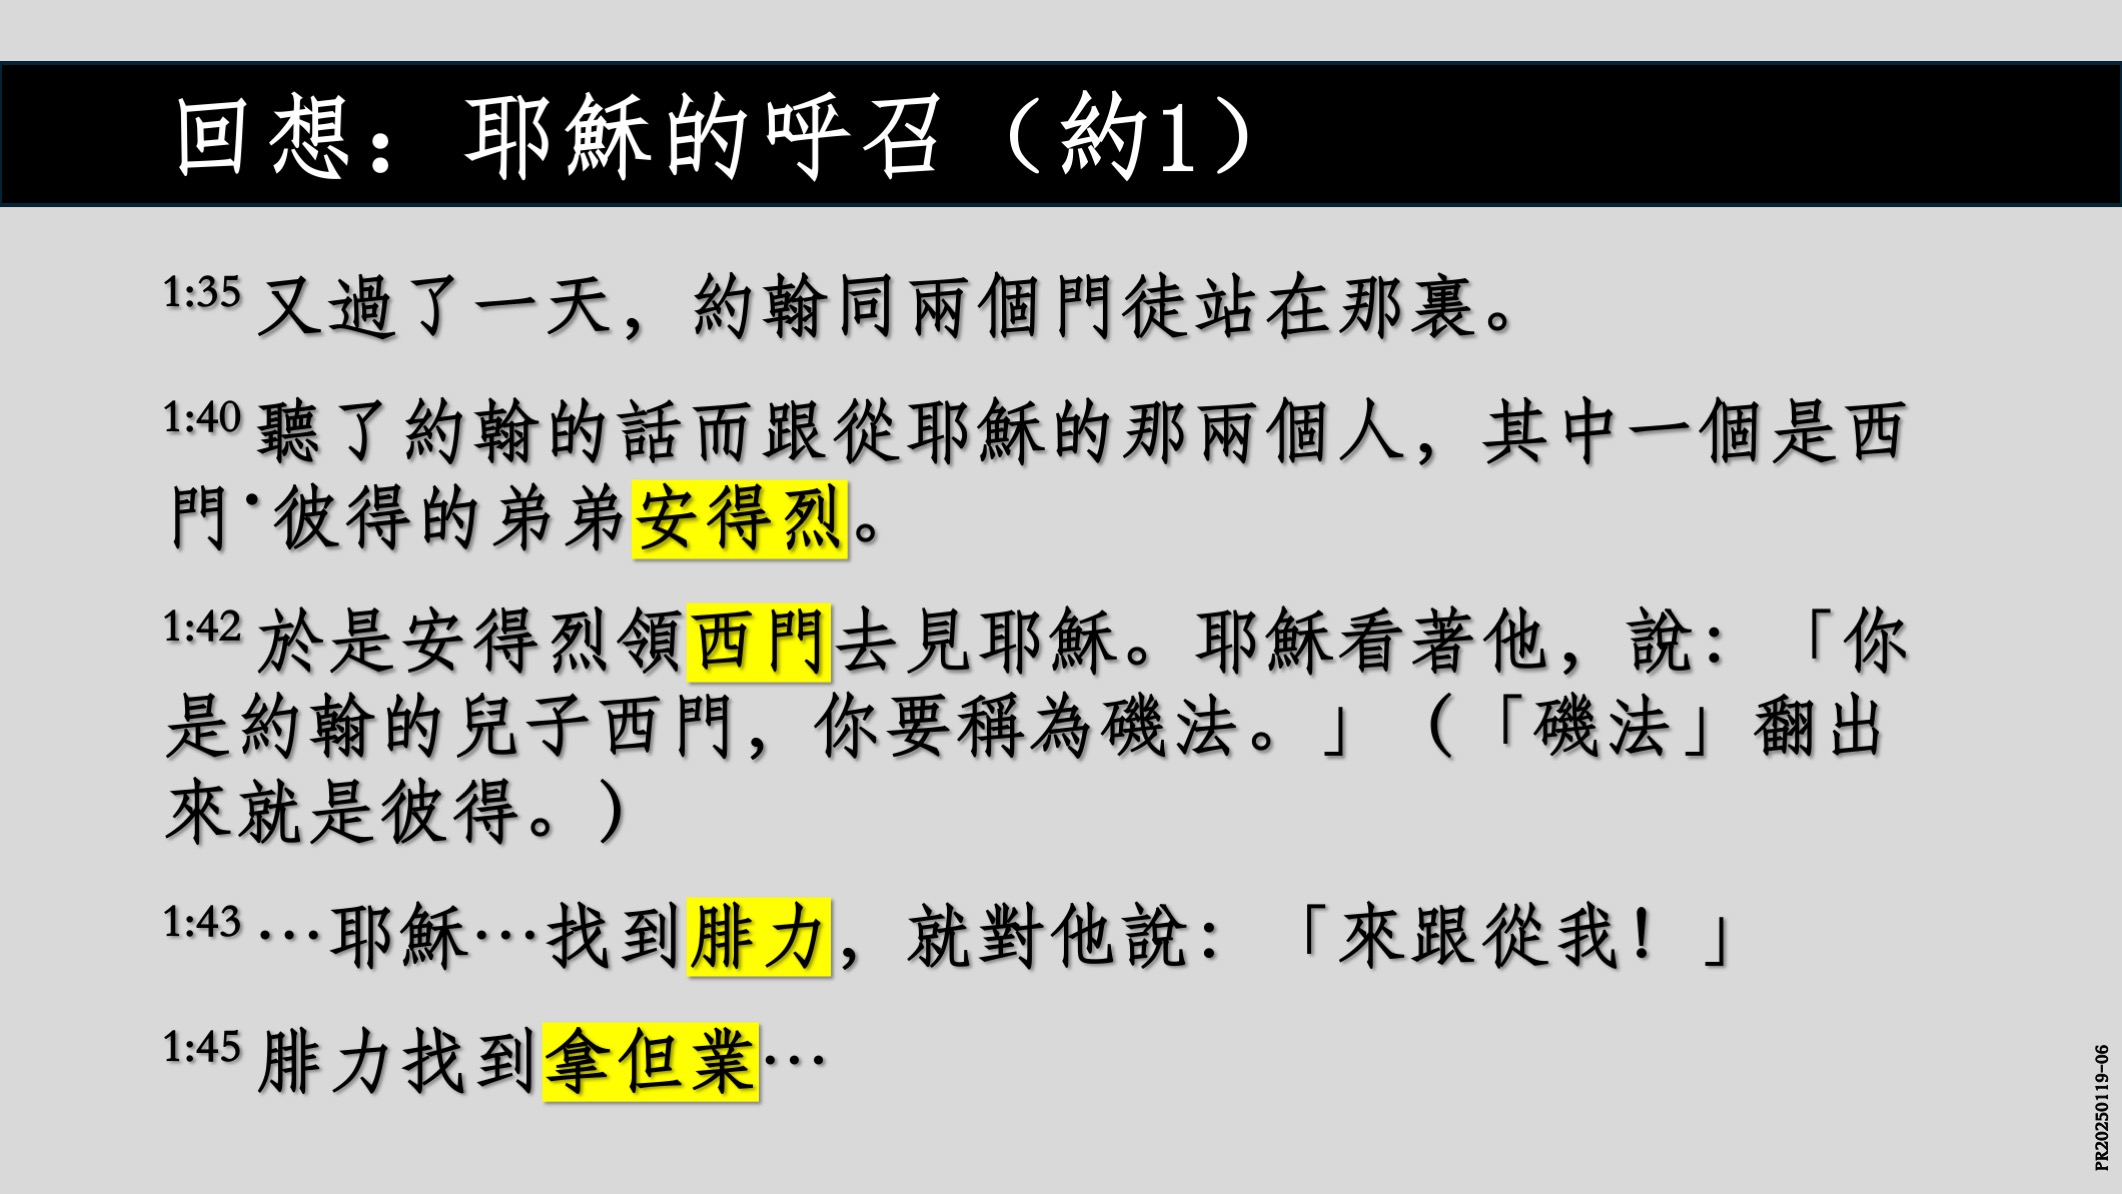 回想：耶穌的呼召（約1）
1:35 又過了一天，約翰同兩個門徒站在那裏。
1:40 聽了約翰的話而跟從耶穌的那兩個人，其中一個是西
門·彼得的弟弟安得烈。
1:42 於是安得烈領西門去見耶穌。耶穌看著他，說：「你
是約翰的兒子西門，你要稱為磯法。」（「磯法」翻出
來就是彼得。）
1:43 …耶穌…找到腓力，就對他說：「來跟從我！」
1:45 腓力找到拿但業…
PR20250119-06